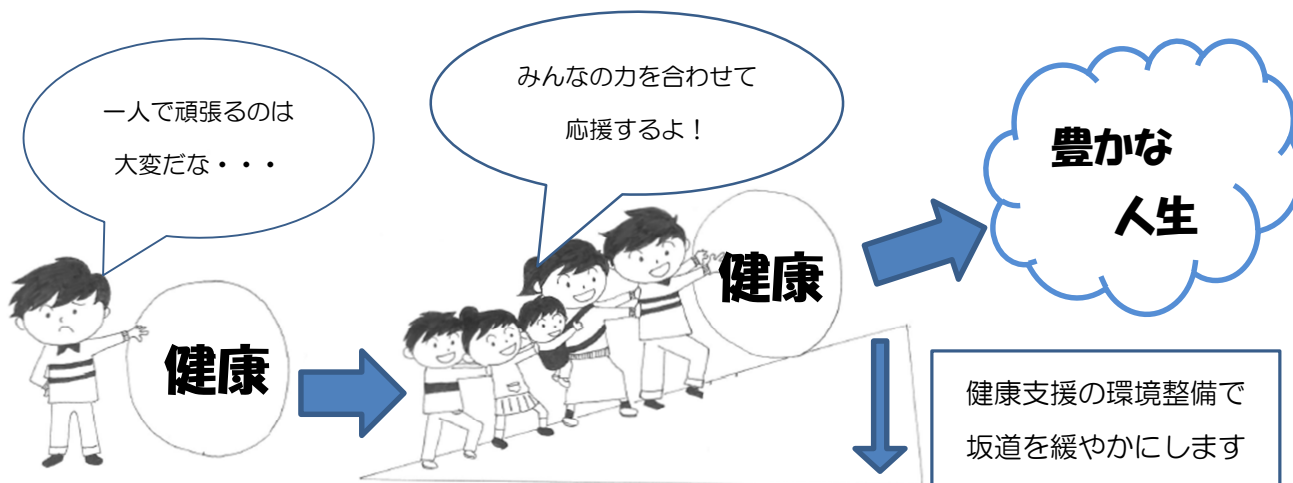 一人で頑張るのは
大変だな・・・
健康
みんなの力を合わせて
応援するよ！
健康
豊かな
人生
健康支援の環境整備で
坂道を緩やかにします